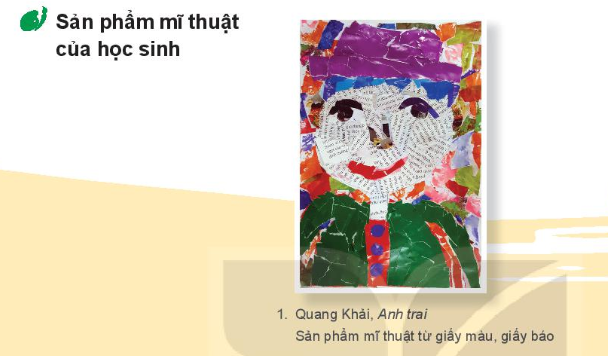 Sản phẩm mĩ thuật
của học sinh
1. Quang Khải, Anh trai
Sản phẩm mĩ thuật từ giấy màu, giấy báo